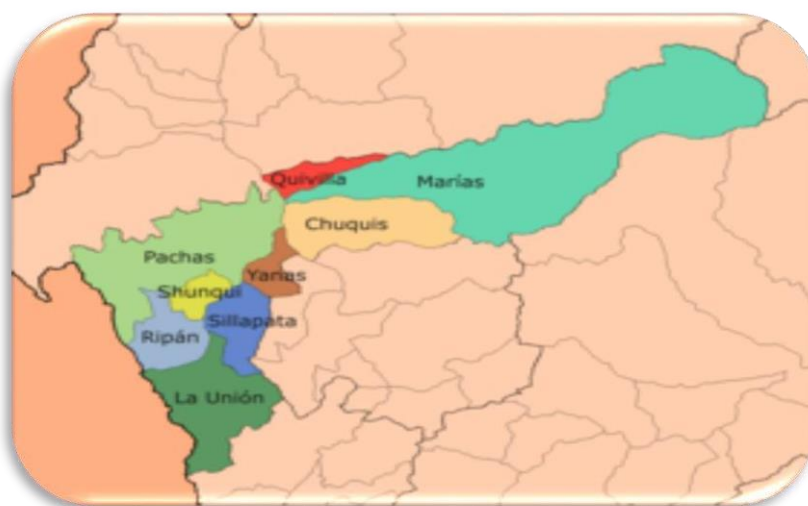 Quivilla
Marías
Chuquis
Pachas
Yanas
Shunqui
Sillapata
Ripán
La Unión